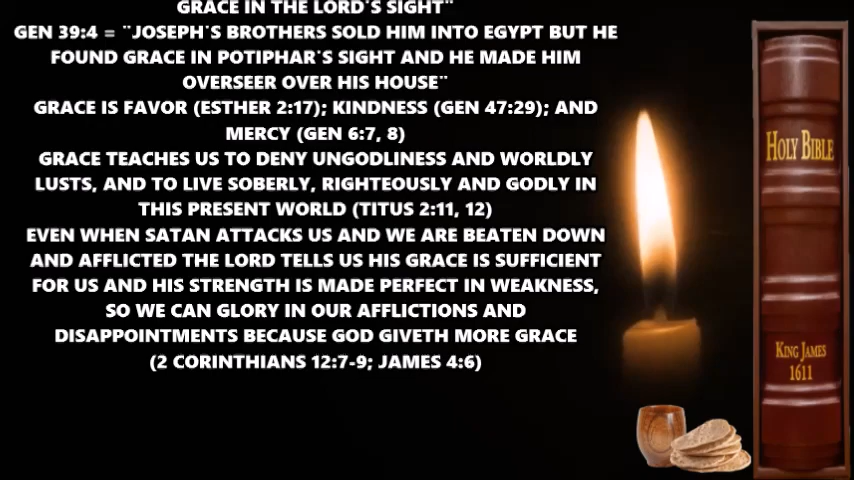 GRACE IN THE LORD'S SIGHT"
GEN 39:4 = "JOSEPH'S BROTHERS SOLD HIM INTO EGYPT BUT HE
FOUND GRACE IN POTIPHAR'S SIGHT AND HE MADE HIM
OVERSEER OVER HIS HOUSE"
GRACE IS FAVOR (ESTHER 2:17); KINDNESS (GEN 47:29); AND
MERCY (GEN 6:7, 8)
GRACE TEACHES US TO DENY UNGODLINESS AND WORLDLY
LUSTS, AND TO LIVE SOBERLY, RIGHTEOUSLY AND GODLY IN
THIS PRESENT WORLD (TITUS 2:11, 12)
EVEN WHEN SATAN ATTACKS US AND WE ARE BEATEN DOWN
AND AFFLICTED THE LORD TELLS US HIS GRACE IS SUFFICIENT
FOR US AND HIS STRENGTH IS MADE PERFECT IN WEAKNESS,
SO WE CAN GLORY IN OUR AFFLICTIONS AND
DISAPPOINTMENTS BECAUSE GOD GIVETH MORE GRACE
(2 CORINTHIANS 12:7-9; JAMES 4:6)
HOLY BIBLE
KING JAMES
1611